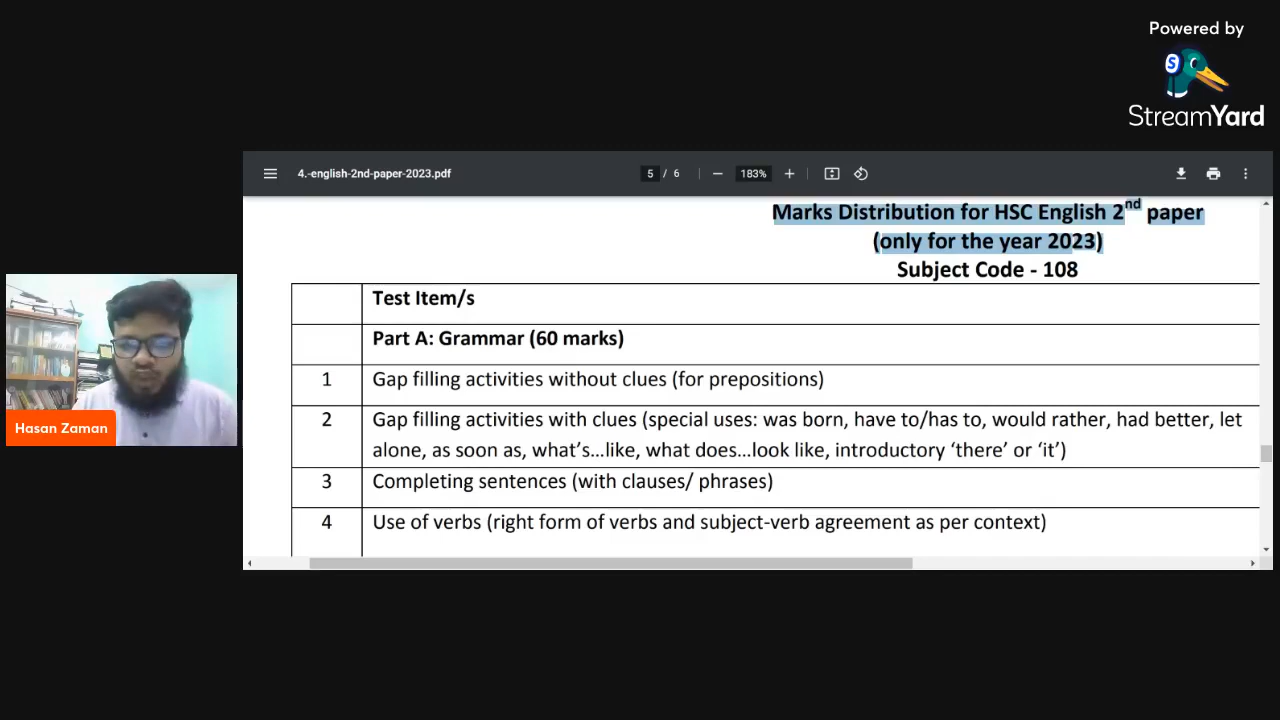 Powered by
StreamYard
4.-english-2nd-paper-2023.pdf
5 / 6
183%
Marks Distribution for HSC English 2nd paper
(only for the year 2023)
Subject Code - 108
Test Item/s
Part A: Grammar (60 marks)
1 Gap filling activities without clues (for prepositions)
2 Gap filling activities with clues (special uses: was born, have to/has to, would rather, had better, let
alone, as soon as, what’s…like, what does…look like, introductory ‘there’ or ‘it’)
3 Completing sentences (with clauses/ phrases)
4 Use of verbs (right form of verbs and subject-verb agreement as per context)
Hasan Zaman